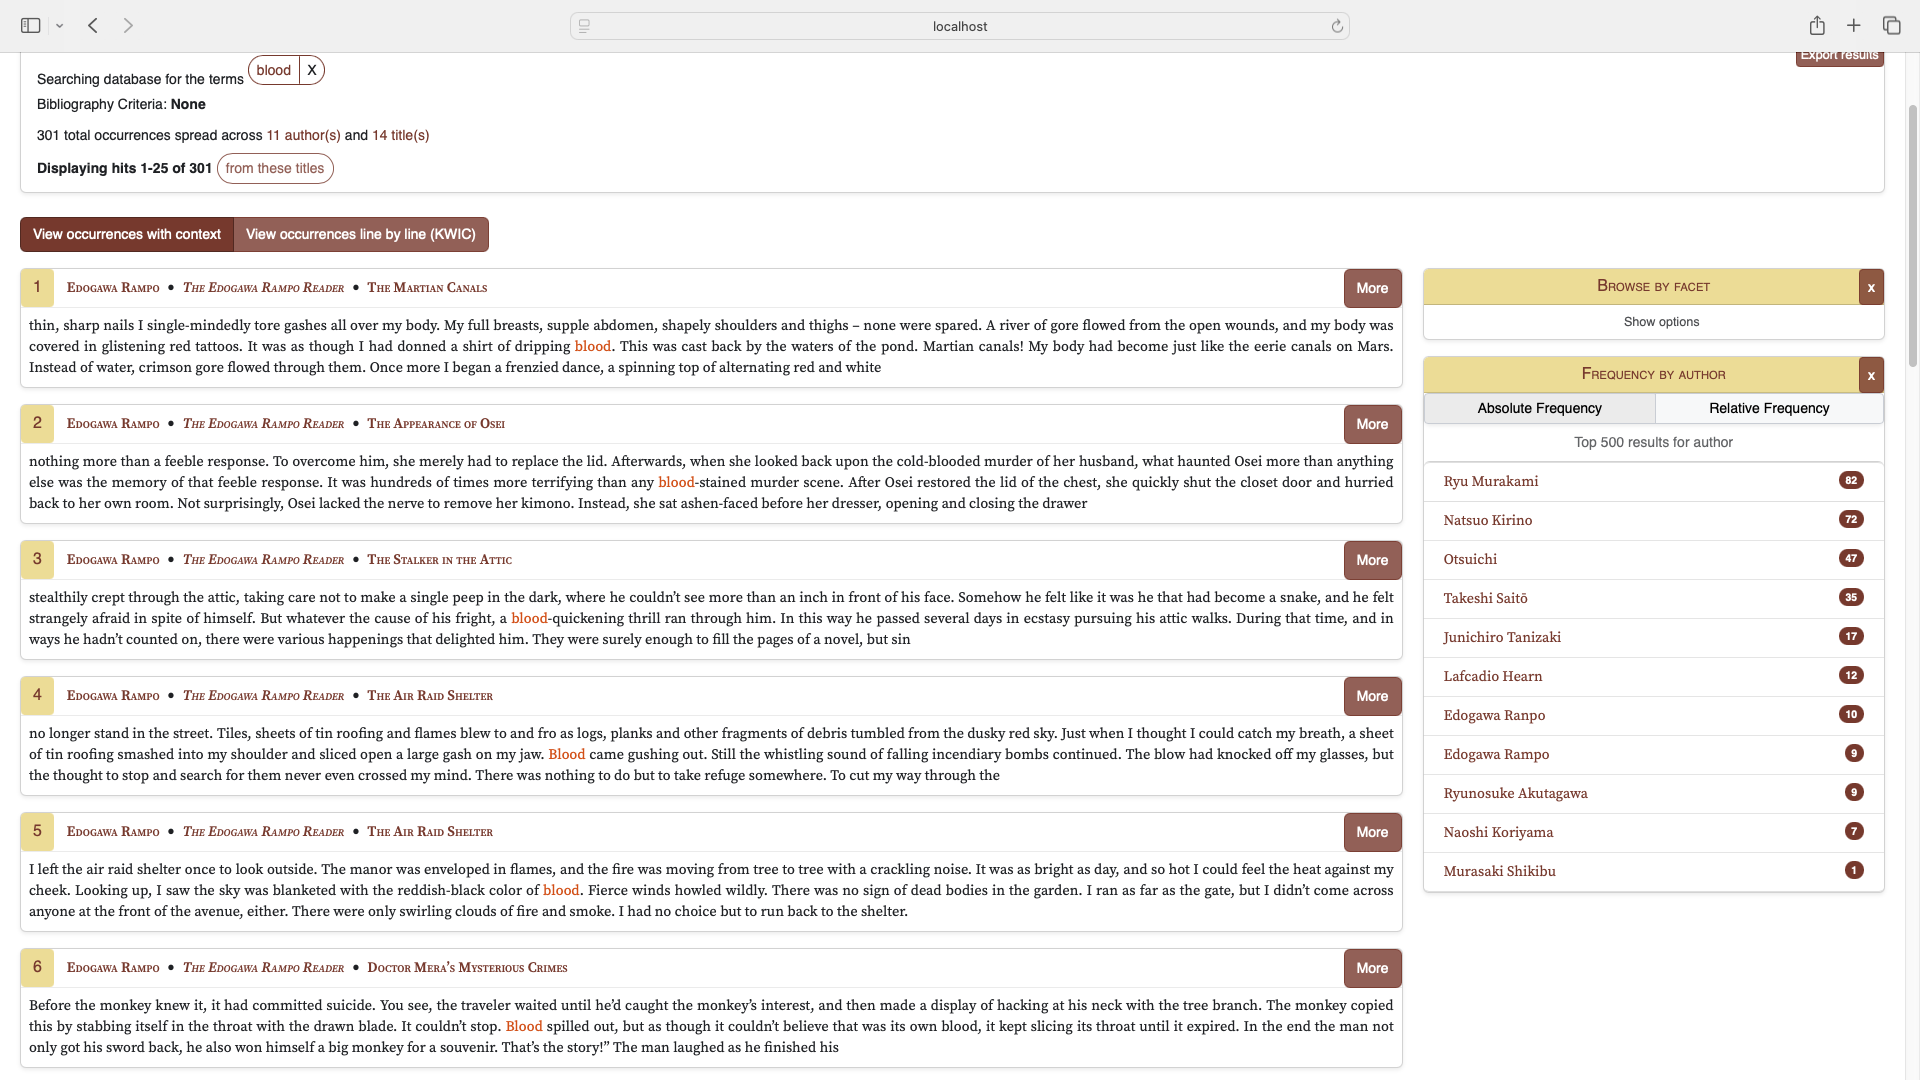 localhost
Export results
Searching database for the terms blood X
Bibliography Criteria: None
301 total occurrences spread across 11 author(s) and 14 title(s)
Displaying hits 1-25 of 301 from these titles
View occurrences with context View occurrences line by line (KWIC)
1 Edogawa Rampo • The Edogawa Rampo Reader • The Martian Canals More
thin, sharp nails I single-mindedly tore gashes all over my body. My full breasts, supple abdomen, shapely shoulders and thighs – none were spared. A river of gore flowed from the open wounds, and my body was
covered in glistening red tattoos. It was as though I had donned a shirt of dripping blood. This was cast back by the waters of the pond. Martian canals! My body had become just like the eerie canals on Mars.
Instead of water, crimson gore flowed through them. Once more I began a frenzied dance, a spinning top of alternating red and white
2 Edogawa Rampo • The Edogawa Rampo Reader • The Appearance of Osei More
nothing more than a feeble response. To overcome him, she merely had to replace the lid. Afterwards, when she looked back upon the cold-blooded murder of her husband, what haunted Osei more than anything
else was the memory of that feeble response. It was hundreds of times more terrifying than any blood-stained murder scene. After Osei restored the lid of the chest, she quickly shut the closet door and hurried
back to her own room. Not surprisingly, Osei lacked the nerve to remove her kimono. Instead, she sat ashen-faced before her dresser, opening and closing the drawer
3 Edogawa Rampo • The Edogawa Rampo Reader • The Stalker in the Attic More
stealthily crept through the attic, taking care not to make a single peep in the dark, where he couldn’t see more than an inch in front of his face. Somehow he felt like it was he that had become a snake, and he felt
strangely afraid in spite of himself. But whatever the cause of his fright, a blood-quickening thrill ran through him. In this way he passed several days in ecstasy pursuing his attic walks. During that time, and in
ways he hadn’t counted on, there were various happenings that delighted him. They were surely enough to fill the pages of a novel, but sin
4 Edogawa Rampo • The Edogawa Rampo Reader • The Air Raid Shelter More
no longer stand in the street. Tiles, sheets of tin roofing and flames blew to and fro as logs, planks and other fragments of debris tumbled from the dusky red sky. Just when I thought I could catch my breath, a sheet
of tin roofing smashed into my shoulder and sliced open a large gash on my jaw. Blood came gushing out. Still the whistling sound of falling incendiary bombs continued. The blow had knocked off my glasses, but
the thought to stop and search for them never even crossed my mind. There was nothing to do but to take refuge somewhere. To cut my way through the
5 Edogawa Rampo • The Edogawa Rampo Reader • The Air Raid Shelter More
I left the air raid shelter once to look outside. The manor was enveloped in flames, and the fire was moving from tree to tree with a crackling noise. It was as bright as day, and so hot I could feel the heat against my
cheek. Looking up, I saw the sky was blanketed with the reddish-black color of blood. Fierce winds howled wildly. There was no sign of dead bodies in the garden. I ran as far as the gate, but I didn’t come across
anyone at the front of the avenue, either. There were only swirling clouds of fire and smoke. I had no choice but to run back to the shelter.
6 Edogawa Rampo • The Edogawa Rampo Reader • Doctor Mera’s Mysterious Crimes More
Before the monkey knew it, it had committed suicide. You see, the traveler waited until he’d caught the monkey’s interest, and then made a display of hacking at his neck with the tree branch. The monkey copied
this by stabbing itself in the throat with the drawn blade. It couldn’t stop. Blood spilled out, but as though it couldn’t believe that was its own blood, it kept slicing its throat until it expired. In the end the man not
only got his sword back, he also won himself a big monkey for a souvenir. That’s the story!” The man laughed as he finished his
Browse by facet x
Show options
Frequency by author x
Absolute Frequency Relative Frequency
Top 500 results for author
Ryu Murakami 82
Natsuo Kirino 72
Otsuichi 47
Takeshi Saitō 35
Junichiro Tanizaki 17
Lafcadio Hearn 12
Edogawa Ranpo 10
Edogawa Rampo 9
Ryunosuke Akutagawa 9
Naoshi Koriyama 7
Murasaki Shikibu 1